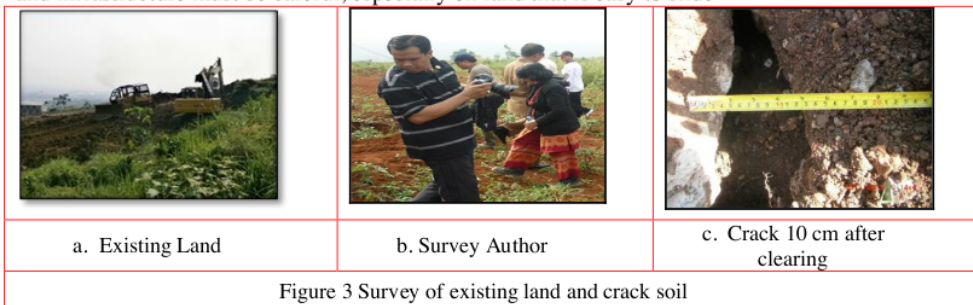 a. Existing Land
b. Survey Author
c. Crack 10 cm after
clearing
Figure 3 Survey of existing land and crack soil